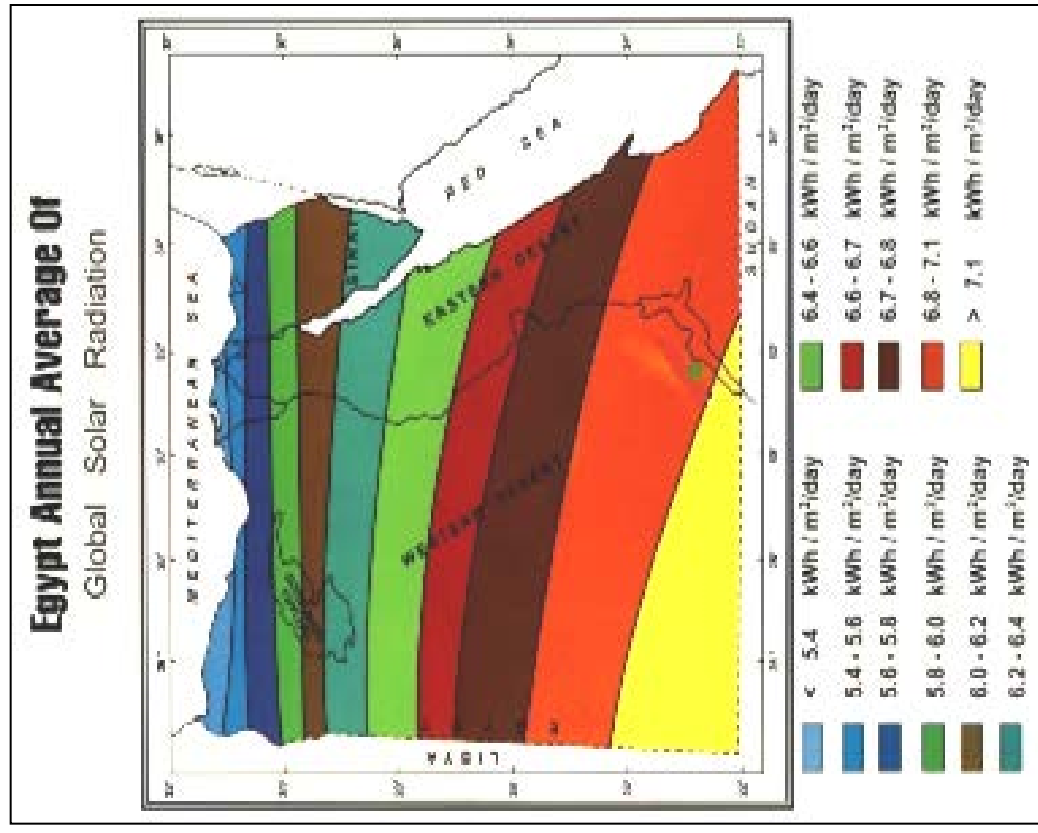 Egypt Annual Average Of
Global Solar Radiation
MEDITERRANEAN SEA
RED SEA
SINAI
EASTERN DESERT
WESTERN DESERT
LIBYA
SUDAN
< 5.4 kWh / m²/day
5.4 - 5.6 kWh / m²/day
5.6 - 5.8 kWh / m²/day
5.8 - 6.0 kWh / m²/day
6.0 - 6.2 kWh / m²/day
6.2 - 6.4 kWh / m²/day
6.4 - 6.6 kWh / m²/day
6.6 - 6.7 kWh / m²/day
6.7 - 6.8 kWh / m²/day
6.8 - 7.1 kWh / m²/day
> 7.1 kWh / m²/day